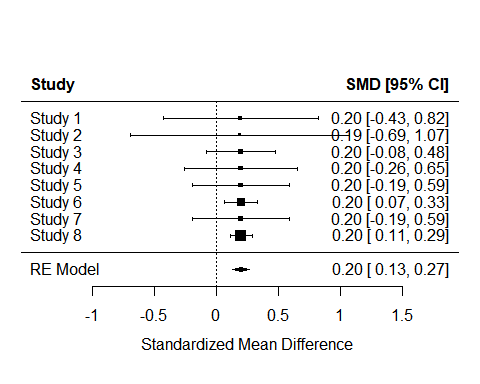 Study SMD [95% CI]
Study 1 0.20 [-0.43, 0.82]
Study 2 0.19 [-0.69, 1.07]
Study 3 0.20 [-0.08, 0.48]
Study 4 0.20 [-0.26, 0.65]
Study 5 0.20 [-0.19, 0.59]
Study 6 0.20 [ 0.07, 0.33]
Study 7 0.20 [-0.19, 0.59]
Study 8 0.20 [ 0.11, 0.29]
RE Model 0.20 [ 0.13, 0.27]
-1 -0.5 0 0.5 1 1.5
Standardized Mean Difference